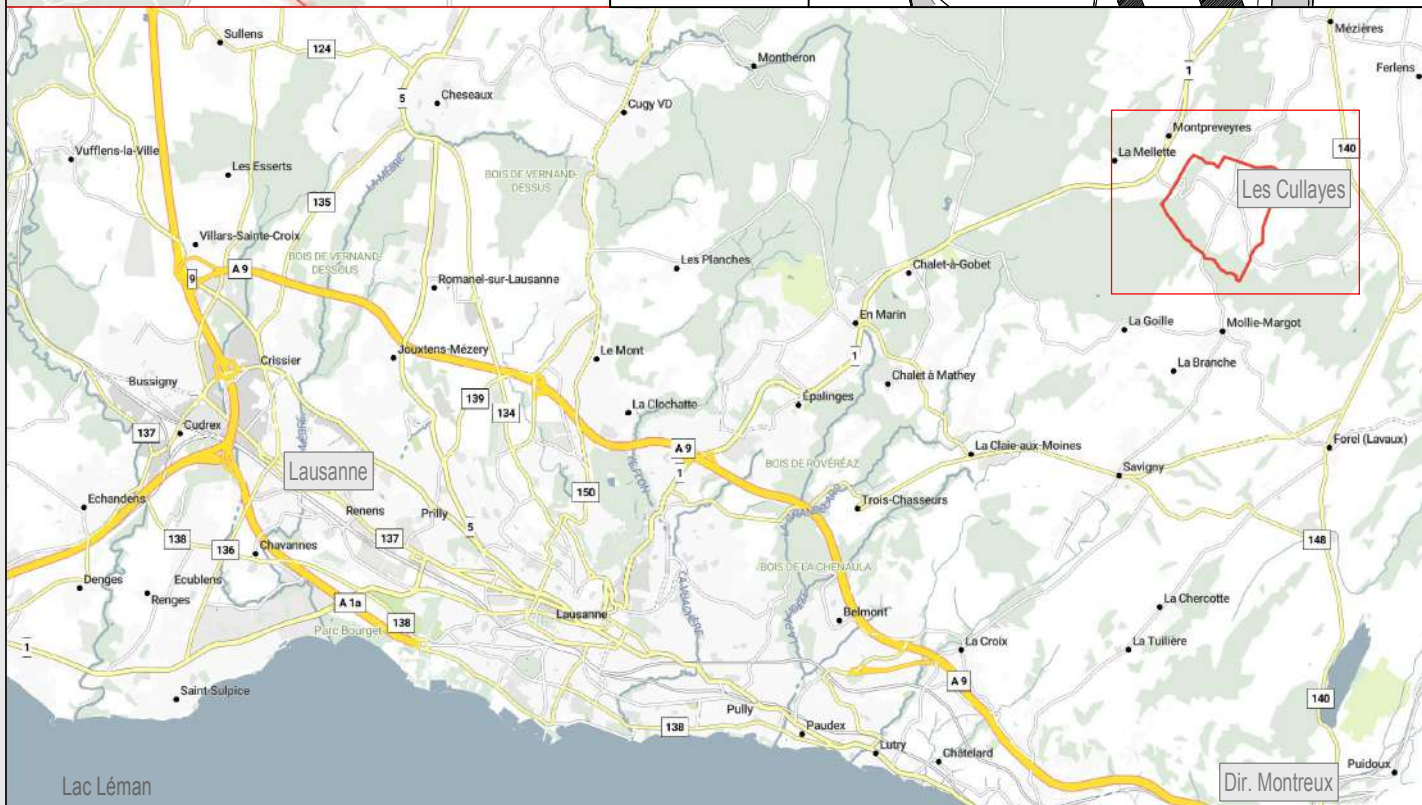 Sullens
124
Mézières
Montheron
Ferlens
1
5
Cheseaux
Cugy VD
Montpreveyres
Vufflens-la-Ville
LA MÈBRE
La Mellette
140
Les Esserts
BOIS DE VERNAND-
DESSUS
Les Cullayes
135
Villars-Sainte-Croix
BOIS DE VERNAND-
DESSOUS
A 9
Les Planches
Chalet-à-Gobet
9
Romanel-sur-Lausanne
En Marin
La Goille
Mollie-Margot
Crissier
Jouxtens-Mézery
Le Mont
1
La Branche
Bussigny
Chalet à Mathey
139
134
La Clochatte
Épalinges
137
Cudrex
A 9
La Claie-aux-Moines
Forel (Lavaux)
BOIS DE ROVÉRÉAZ
Lausanne
1
Savigny
150
Echandens
Renens
Prilly
Trois-Chasseurs
5
138
136
137
148
Chavannes
BOIS DE LA CHENAULA
Denges
Ecublens
Renges
A 1a
La Chercotte
138
Lausanne
Belmont
Parc Bourget
La Croix
La Tuilière
1
Saint-Sulpice
A 9
140
Pully
138
Paudex
Lutry
Châtelard
Puidoux
Lac Léman
Dir. Montreux